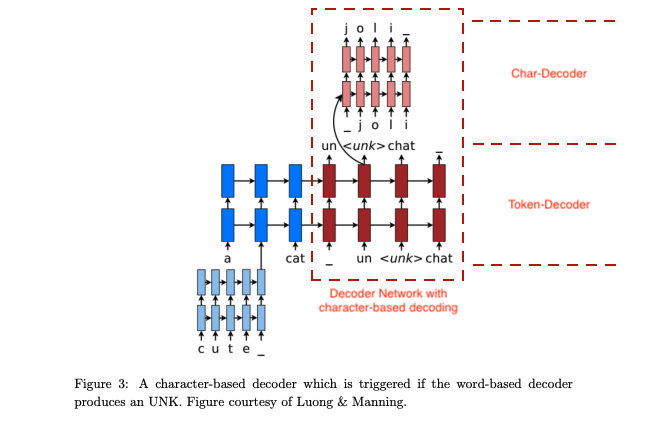 j o l i _
Char-Decoder
_ j o l i
un <unk> chat _
Token-Decoder
a cat _ un <unk> chat
Decoder Network with
character-based decoding
c u t e _
Figure 3: A character-based decoder which is triggered if the word-based decoder
produces an UNK. Figure courtesy of Luong & Manning.